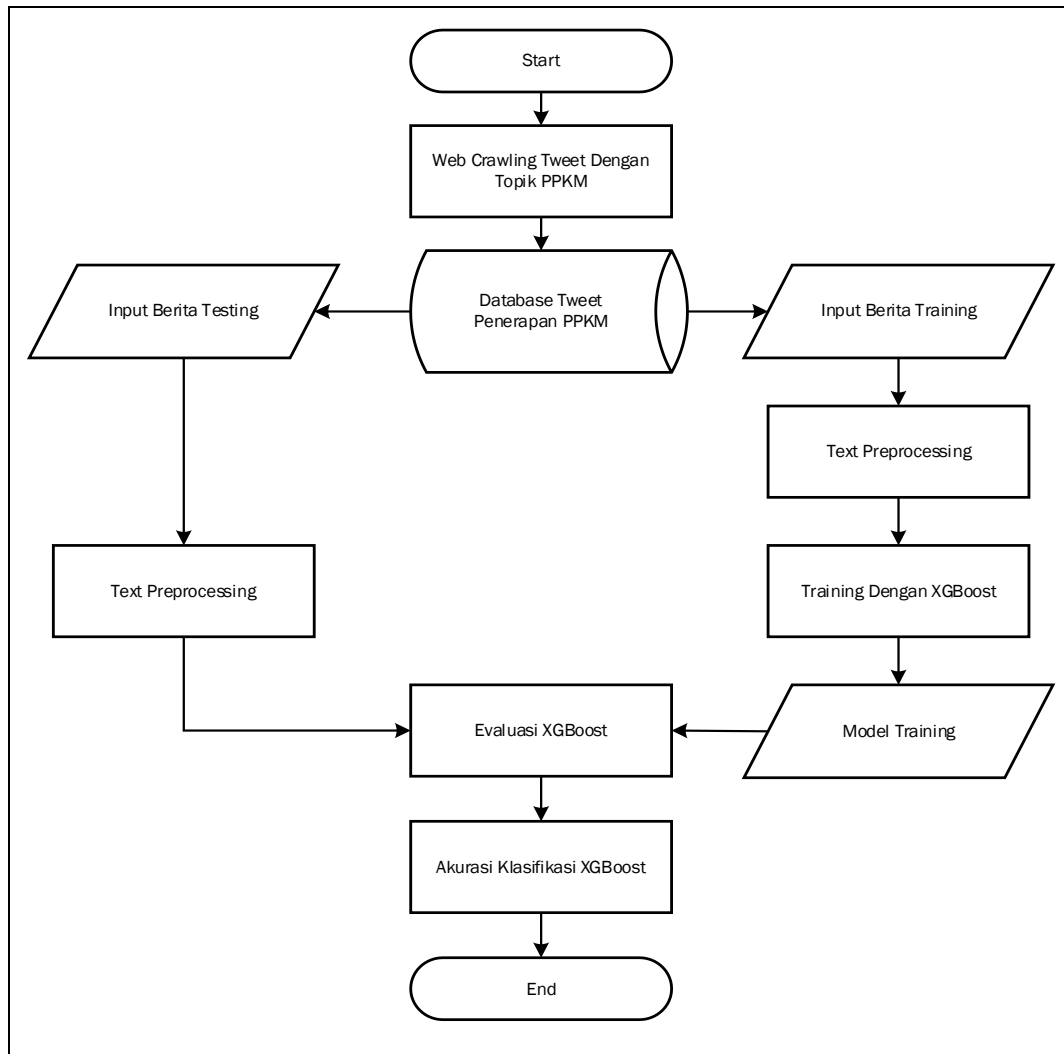 Start
Web Crawling Tweet Dengan
Topik PPKM
Input Berita Testing
Database Tweet
Penerapan PPKM
Input Berita Training
Text Preprocessing
Text Preprocessing
Training Dengan XGBoost
Evaluasi XGBoost
Model Training
Akurasi Klasifikasi XGBoost
End